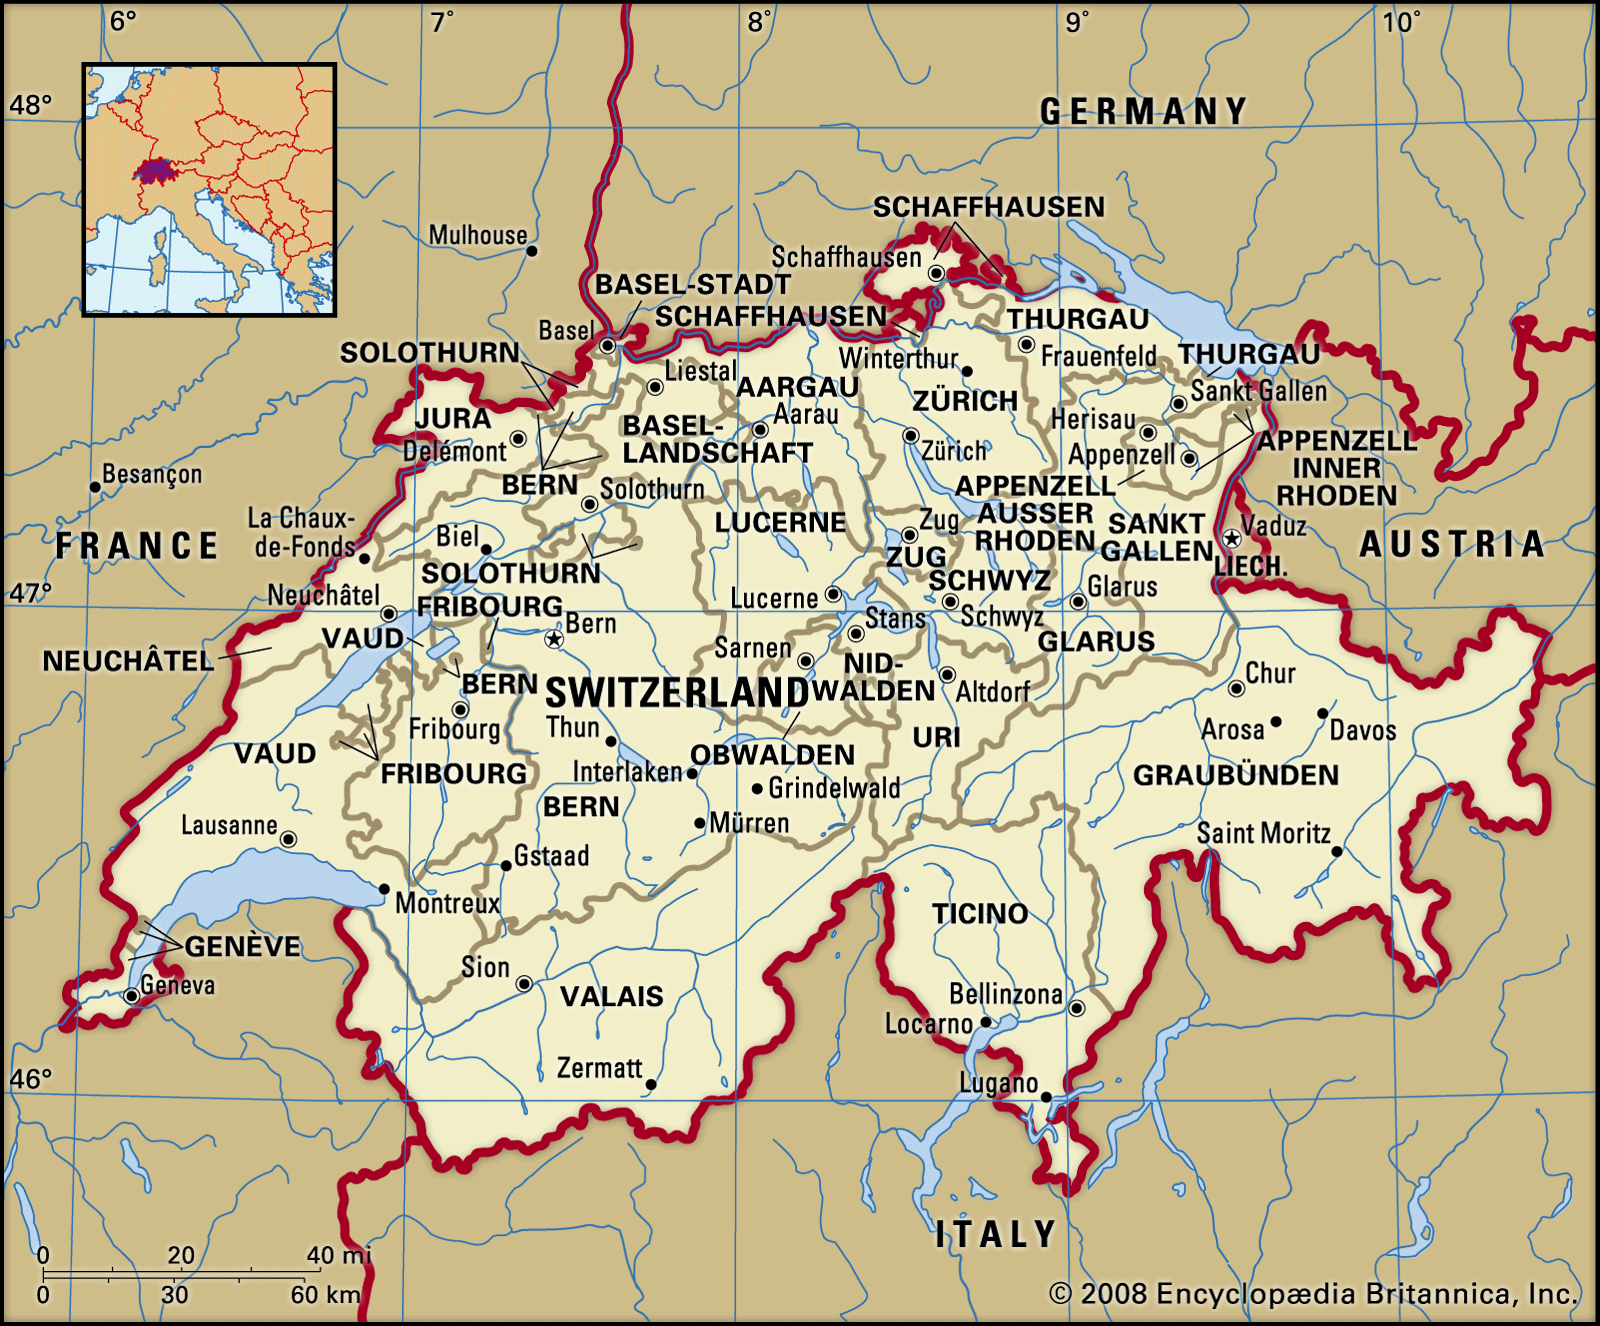 6°
7°
8°
9°
10°
48°
GERMANY
SCHAFFHAUSEN
Mulhouse
Schaffhausen
BASEL-STADT
SCHAFFHAUSEN
THURGAU
Basel
SOLOTHURN
Winterthur
Frauenfeld
THURGAU
Liestal
AARGAU
Sankt Gallen
ZÜRICH
JURA
Aarau
Herisau
BASEL-
LANDSCHAFT
Delémont
Zürich
Appenzell
APPENZELL
INNER
RHODEN
Besançon
BERN
Solothurn
APPENZELL
AUSSER
RHODEN
La Chaux-
de-Fonds
Biel
LUCERNE
Zug
SANKT
GALLEN
Vaduz
FRANCE
AUSTRIA
ZUG
LIECH.
SOLOTHURN
SCHWYZ
Glarus
47°
Neuchâtel
FRIBOURG
Lucerne
Schwyz
Bern
Stans
VAUD
GLARUS
NEUCHÂTEL
Sarnen
NID-
WALDEN
Chur
BERN
SWITZERLAND
Altdorf
Fribourg
Thun
Arosa
Davos
VAUD
OBWALDEN
URI
FRIBOURG
Interlaken
GRAUBÜNDEN
Grindelwald
BERN
Lausanne
Mürren
Saint Moritz
Gstaad
Montreux
TICINO
GENÈVE
Sion
Geneva
VALAIS
Bellinzona
Locarno
46°
Zermatt
Lugano
ITALY
0 20 40 mi
0 30 60 km
© 2008 Encyclopædia Britannica, Inc.